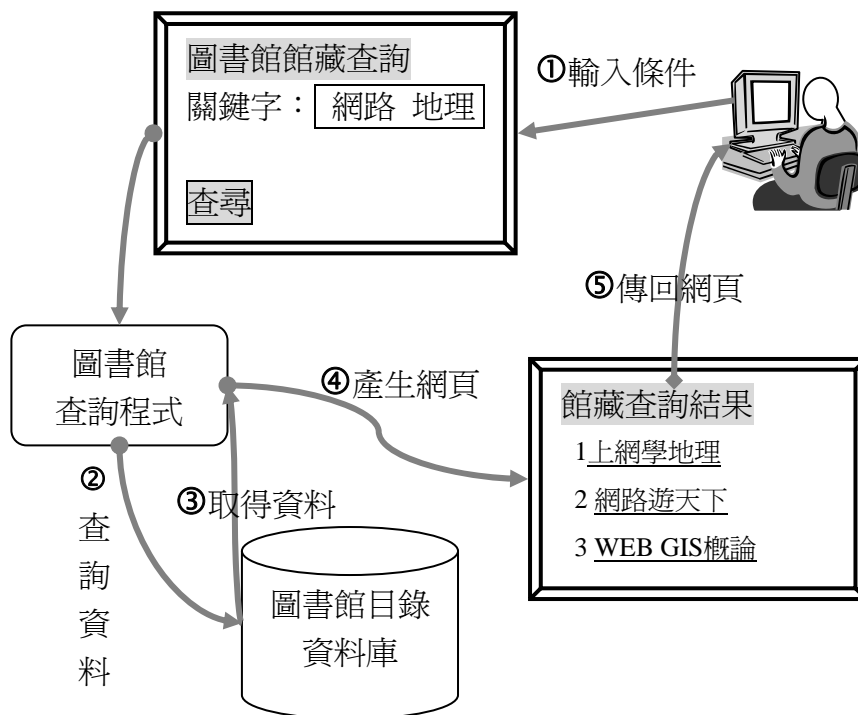 圖書館館藏查詢
關鍵字： 網路 地理
查尋
①輸入條件
⑤傳回網頁
圖書館
查詢程式
④產生網頁
②
查
詢
資
料
③取得資料
圖書館目錄
資料庫
館藏查詢結果
1上網學地理
2 網路遊天下
3 WEB GIS概論